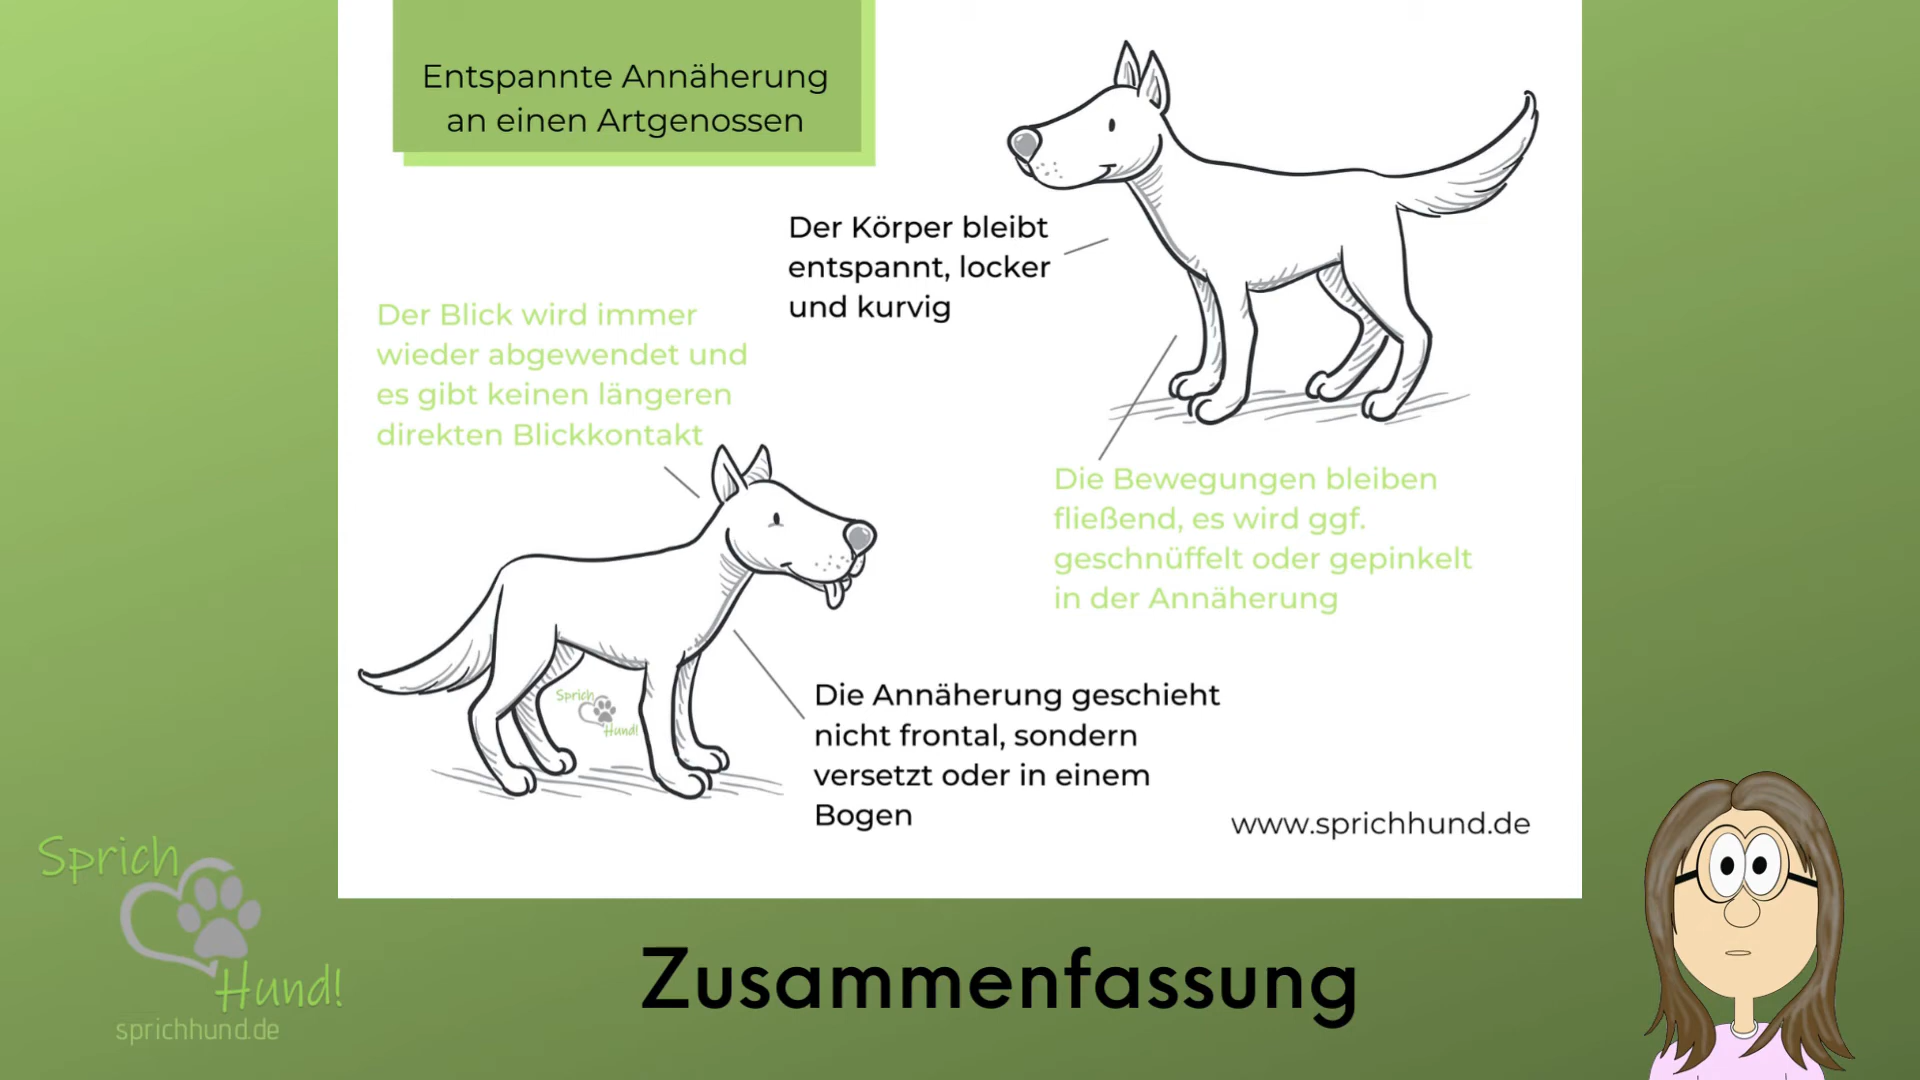 Entspannte Annäherung
an einen Artgenossen
Der Körper bleibt
entspannt, locker
und kurvig
Der Blick wird immer
wieder abgewendet und
es gibt keinen längeren
direkten Blickkontakt
Die Bewegungen bleiben
fließend, es wird ggf.
geschnüffelt oder gepinkelt
in der Annäherung
Sprich
Hund!
Die Annäherung geschieht
nicht frontal, sondern
versetzt oder in einem
Bogen
www.sprichhund.de
Sprich
Hund!
sprichhund.de
Zusammenfassung